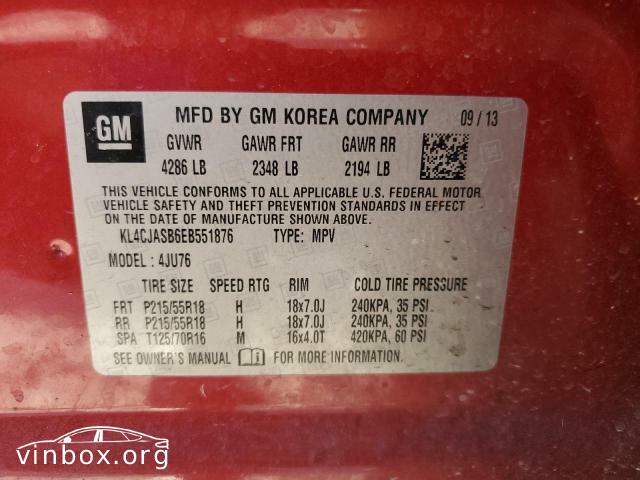 GM
MFD BY GM KOREA COMPANY 09/13
GVWR GAWR FRT GAWR RR
4286 LB 2348 LB 2194 LB
THIS VEHICLE CONFORMS TO ALL APPLICABLE U.S. FEDERAL MOTOR
VEHICLE SAFETY AND THEFT PREVENTION STANDARDS IN EFFECT
ON THE DATE OF MANUFACTURE SHOWN ABOVE.
KL4CJASB6EB551876 TYPE: MPV
MODEL : 4JU76
TIRE SIZE SPEED RTG RIM COLD TIRE PRESSURE
FRT P215/55R18 H 18x7.0J 240KPA, 35 PSI
RR P215/55R18 H 18x7.0J 240KPA, 35 PSI
SPA T125/70R16 M 16x4.0T 420KPA, 60 PSI
SEE OWNER'S MANUAL FOR MORE INFORMATION
vinbox.org